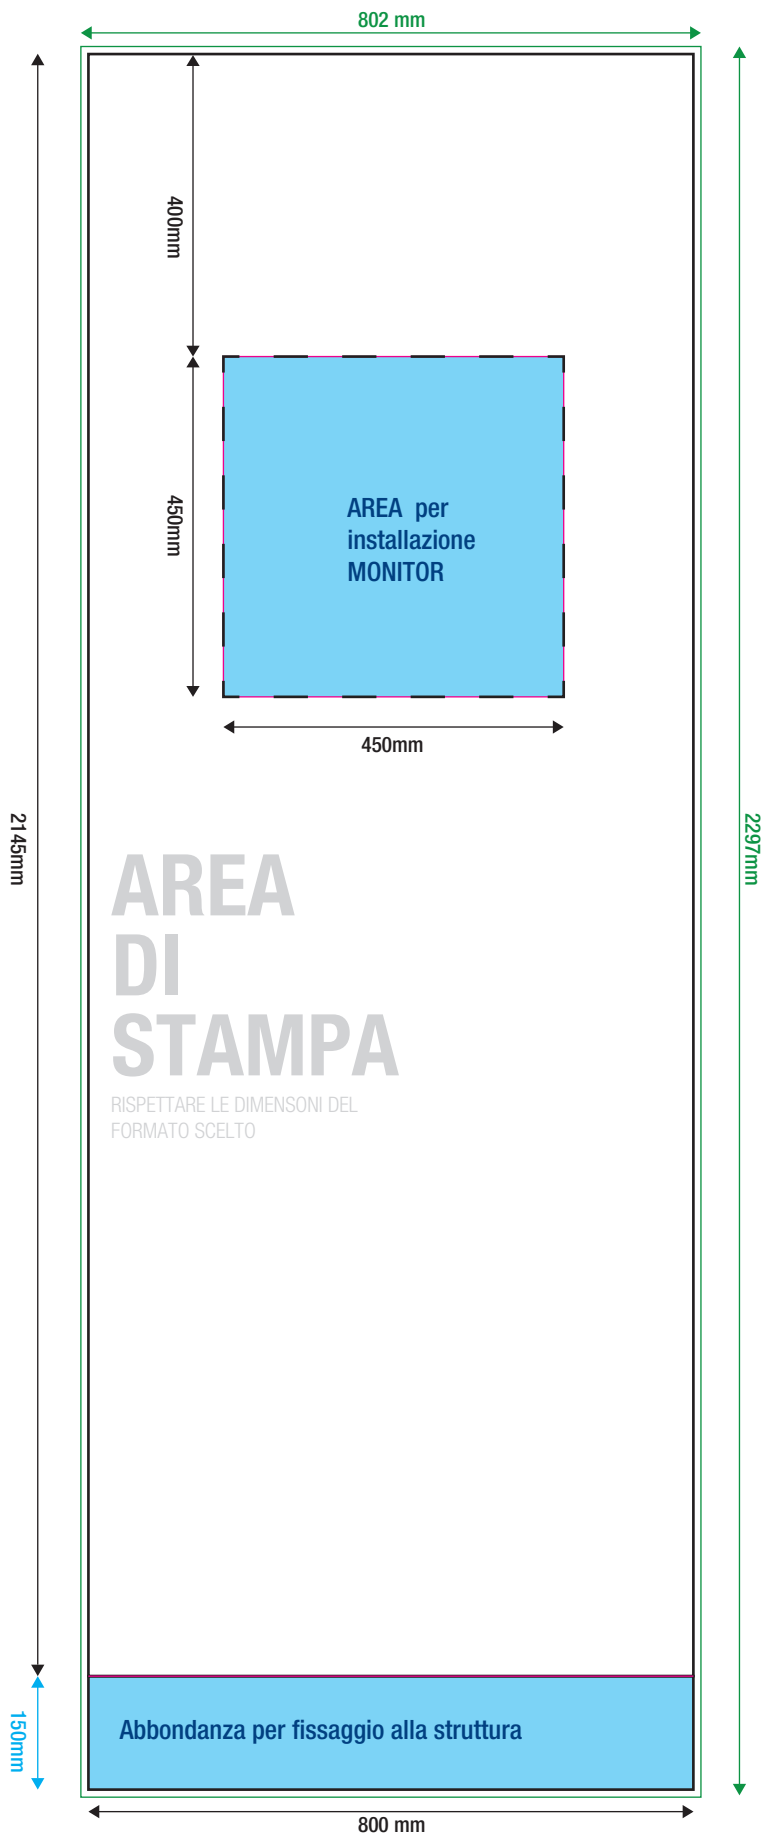 802 mm
400mm
450mm
AREA per
installazione
MONITOR
450mm
2145mm
2297mm
AREA
DI
STAMPA
RISPETTARE LE DIMENSONI DEL
FORMATO SCELTO
150mm
Abbondanza per fissaggio alla struttura
800 mm